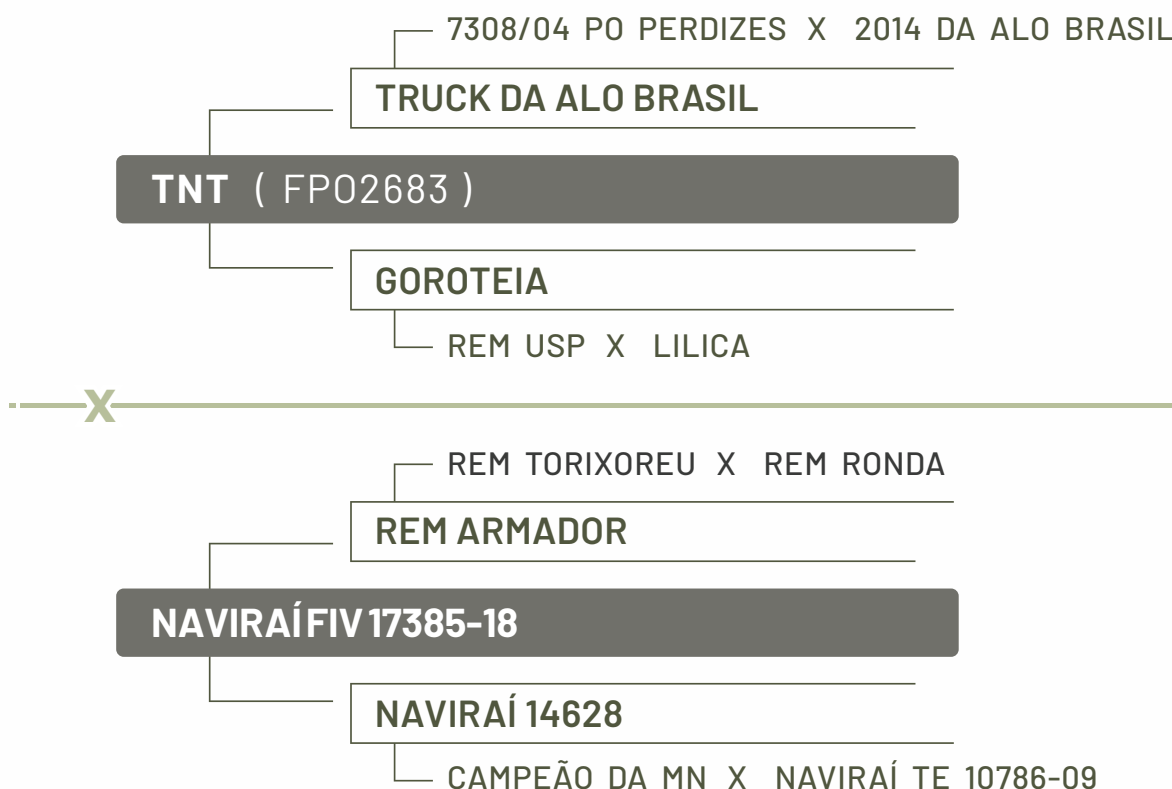 7308/04 PO PERDIZES X 2014 DA ALO BRASIL
TRUCK DA ALO BRASIL
TNT ( FPO2683 )
GOROTEIA
REM USP X LILICA
X
REM TORIXOREU X REM RONDA
REM ARMADOR
NAVIRAÍ FIV 17385-18
NAVIRAÍ 14628
CAMPEÃO DA MN X NAVIRAÍ TE 10786-09